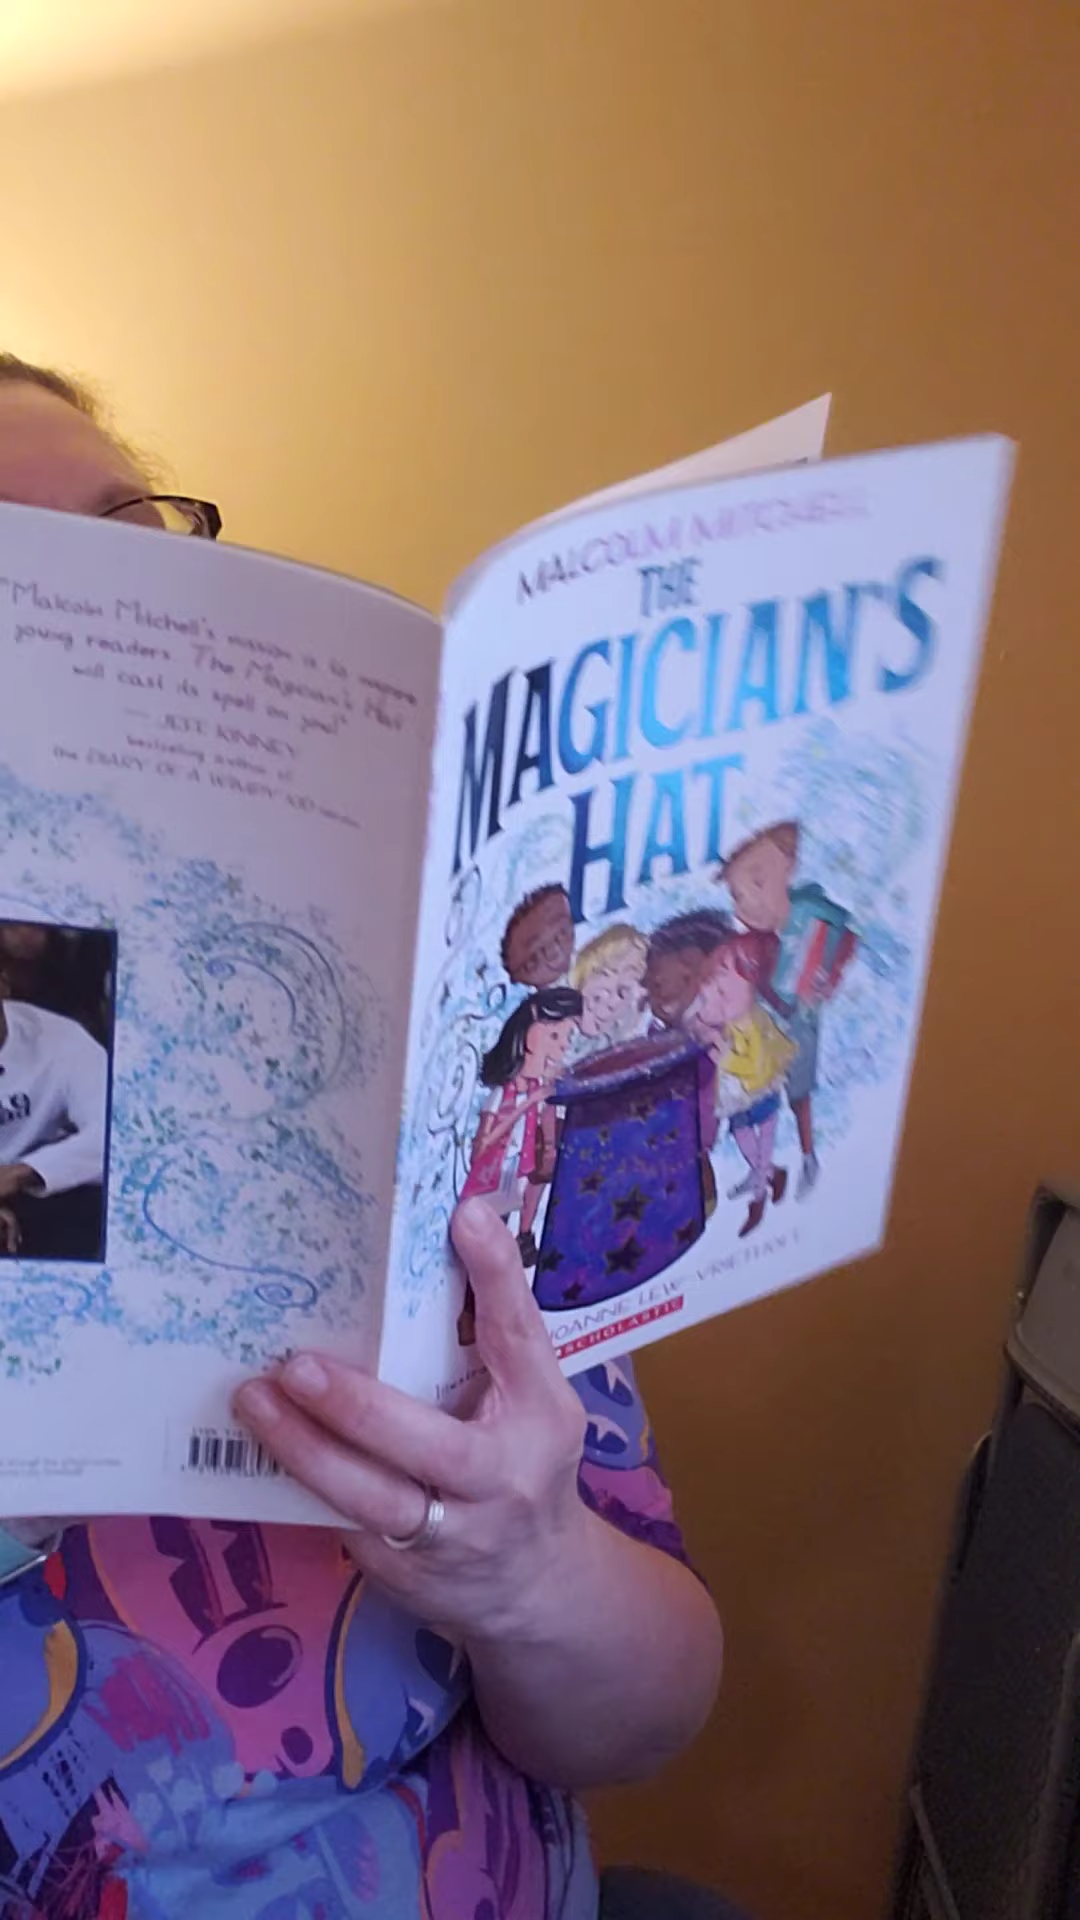 "Malcolm Mitchell's mission is to inspire
young readers. The Magician's Hat
will cast its spell on you!"
— JEFF KINNEY
bestselling author of
the DIARY OF A WIMPY KID series
MALCOLM MITCHELL
THE
MAGICIAN'S
HAT
JOANNE LEW-VRIETHOFF
SCHOLASTIC